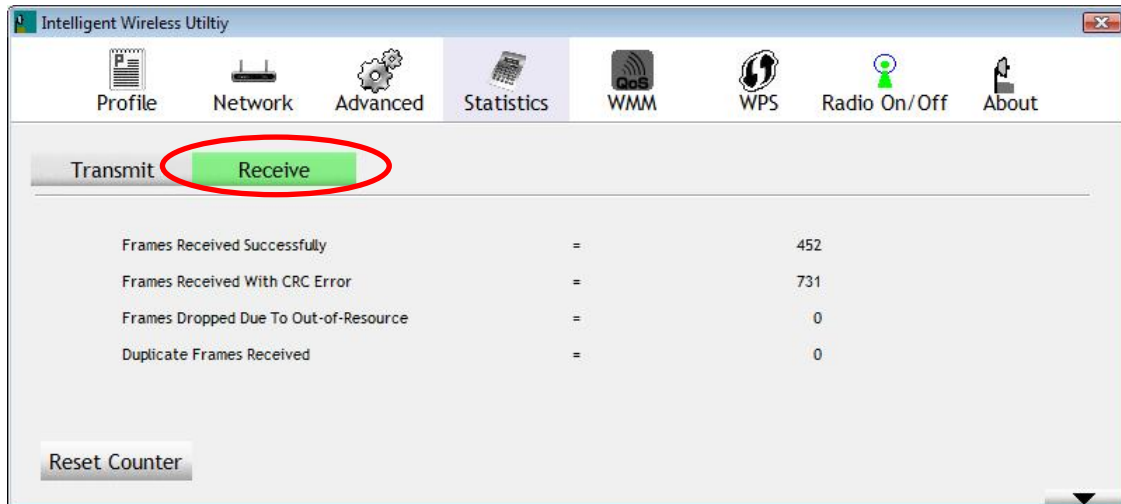 Intelligent Wireless Utiltiy
Profile Network Advanced Statistics QoS WMM WPS Radio On/Off About
Transmit Receive
Frames Received Successfully = 452
Frames Received With CRC Error = 731
Frames Dropped Due To Out-of-Resource = 0
Duplicate Frames Received = 0
Reset Counter